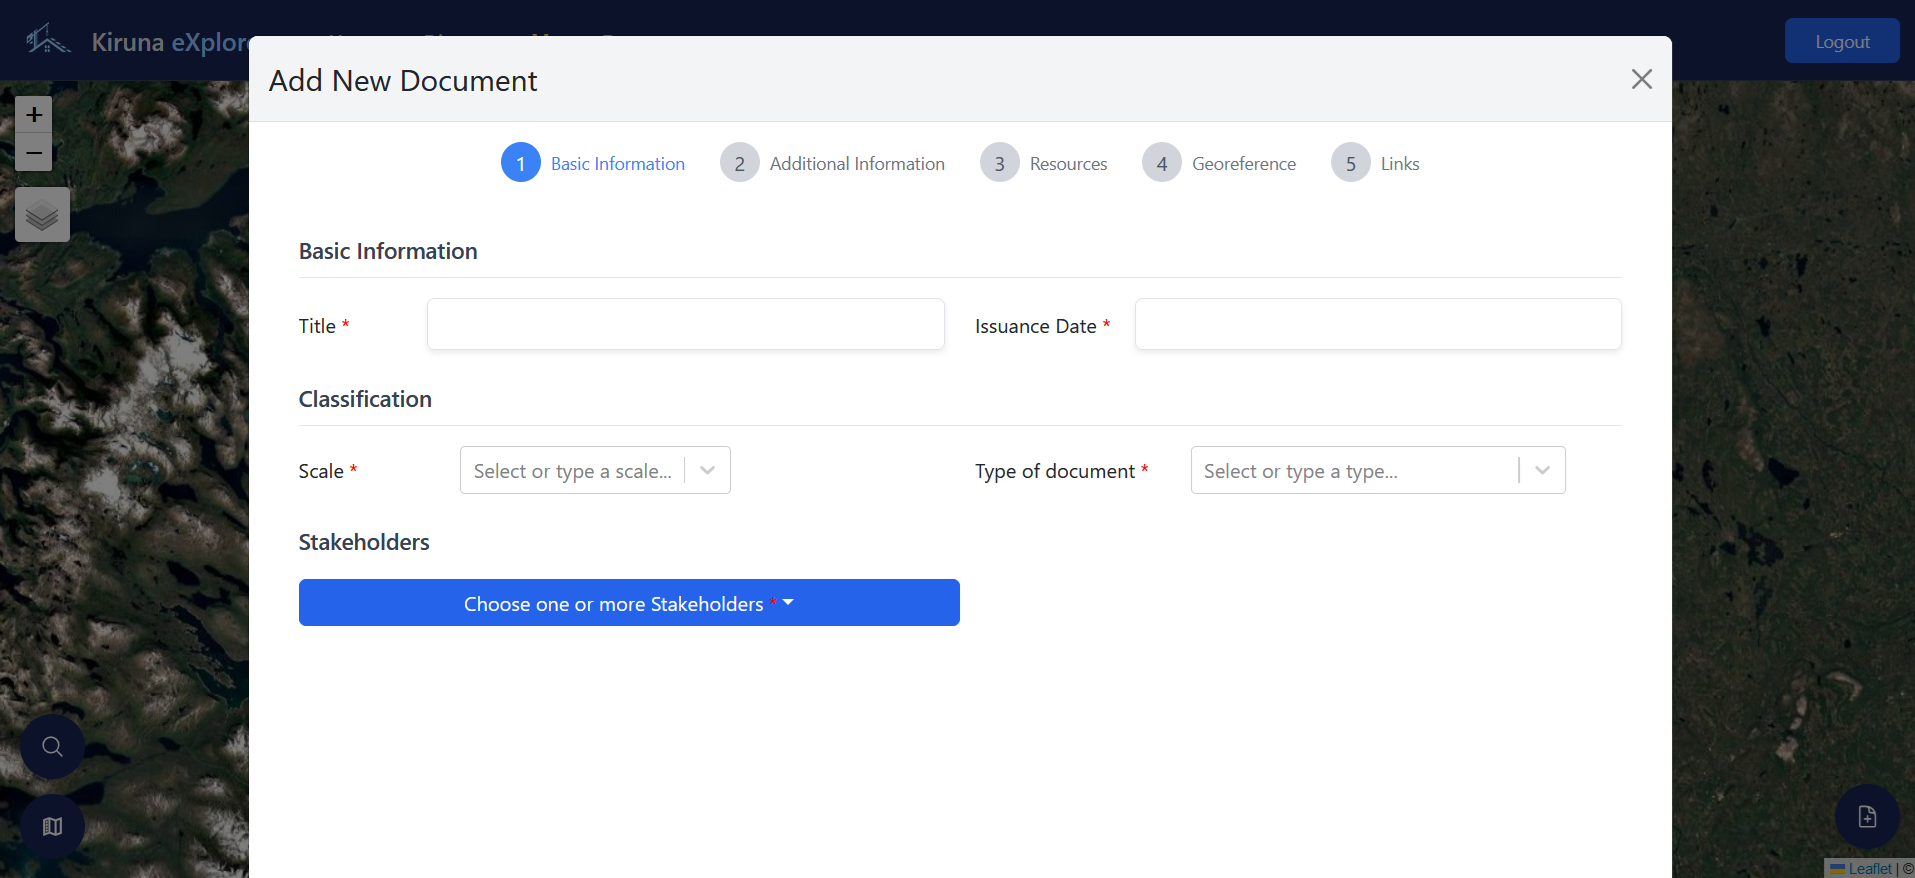 Kiruna eXplor
Logout
Add New Document
1 Basic Information 2 Additional Information 3 Resources 4 Georeference 5 Links
Basic Information
Title * Issuance Date *
Classification
Scale * Select or type a scale... Type of document * Select or type a type...
Stakeholders
Choose one or more Stakeholders *
Leaflet | ©